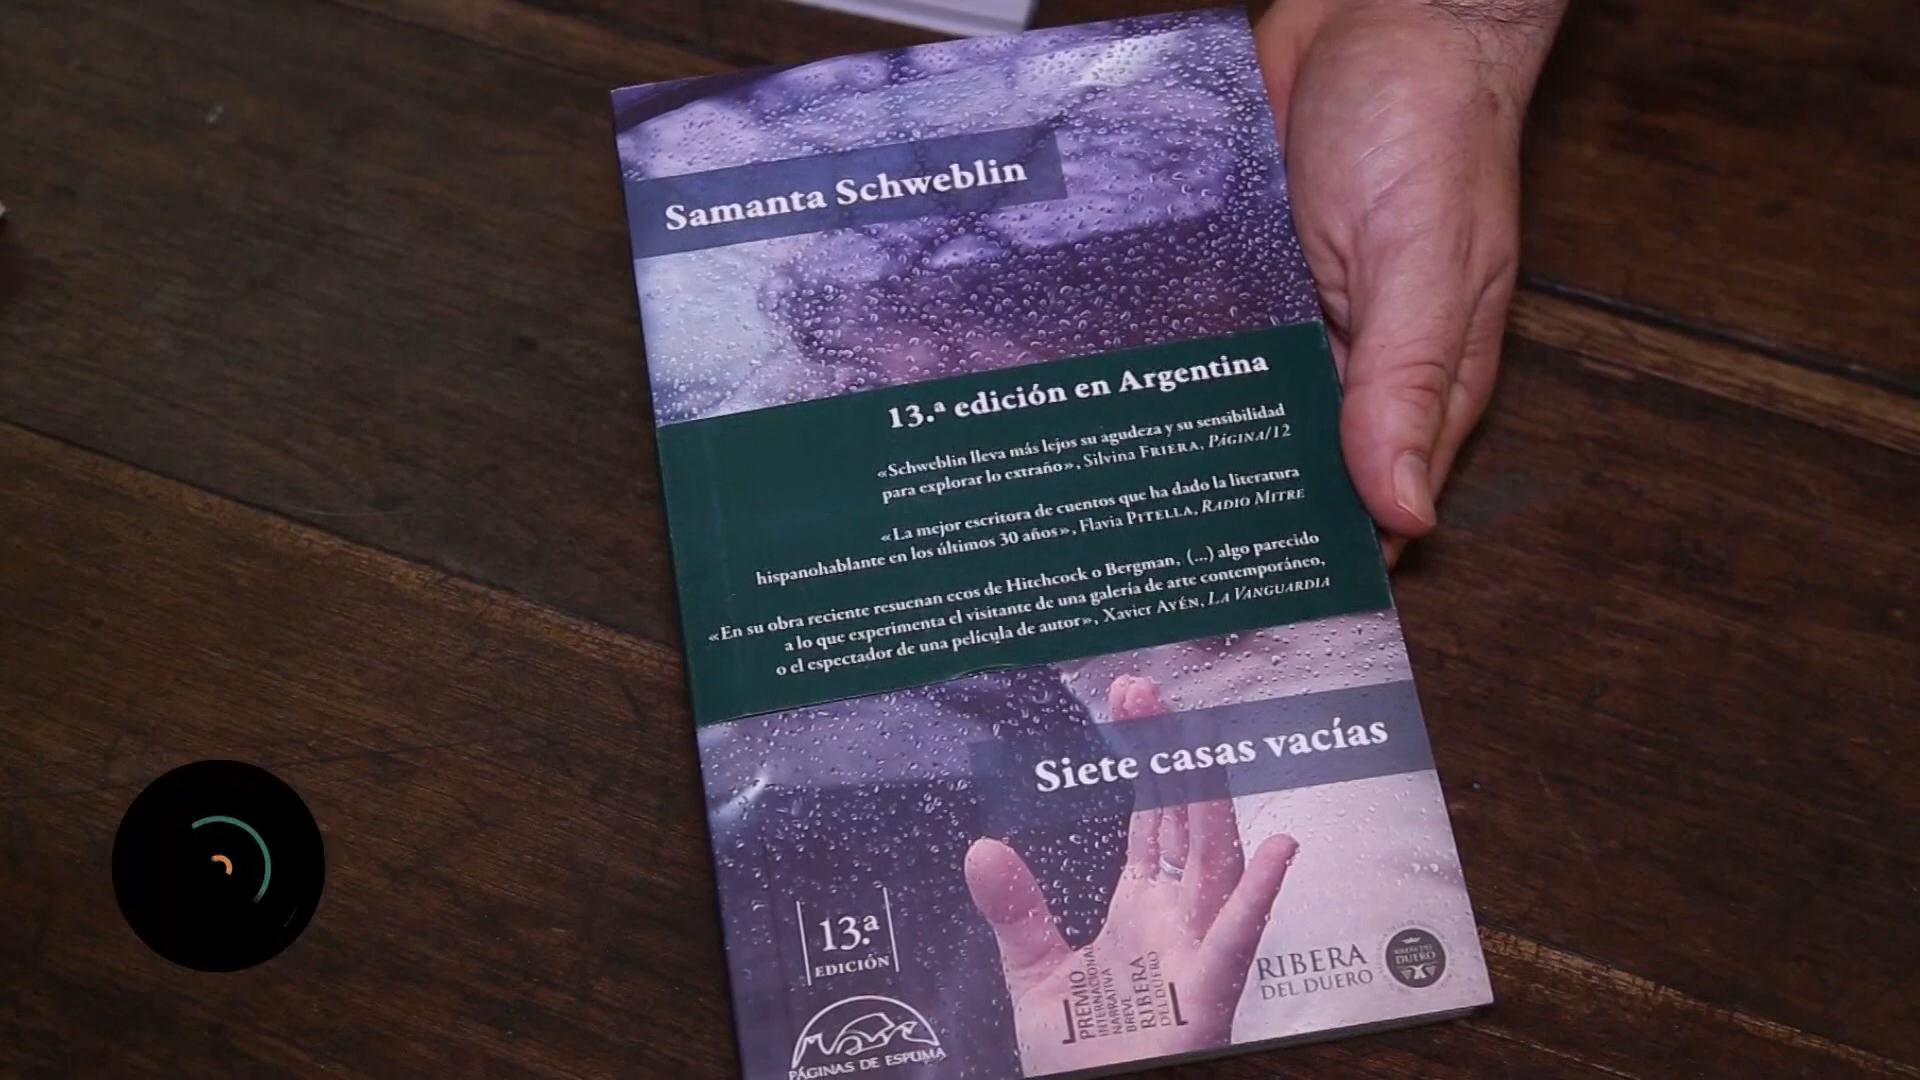 Samanta Schweblin
13.ª edición en Argentina
«Schweblin lleva más lejos su agudeza y su sensibilidad
para explorar lo extraño», Silvina FRIERA, PÁGINA/12
«La mejor escritora de cuentos que ha dado la literatura
hispanohablante en los últimos 30 años», Flavia PITELLA, RADIO MITRE
«En su obra reciente resuenan ecos de Hitchcock o Bergman, (...) algo parecido
a lo que experimenta el visitante de una galería de arte contemporáneo,
o el espectador de una película de autor», Xavier AYÉN, LA VANGUARDIA
Siete casas vacías
13.ª
EDICIÓN
PÁGINAS DE ESPUMA
PREMIO
INTERNACIONAL
NARRATIVA
BREVE
RIBERA
DEL DUERO
RIBERA
DEL DUERO
DUERO